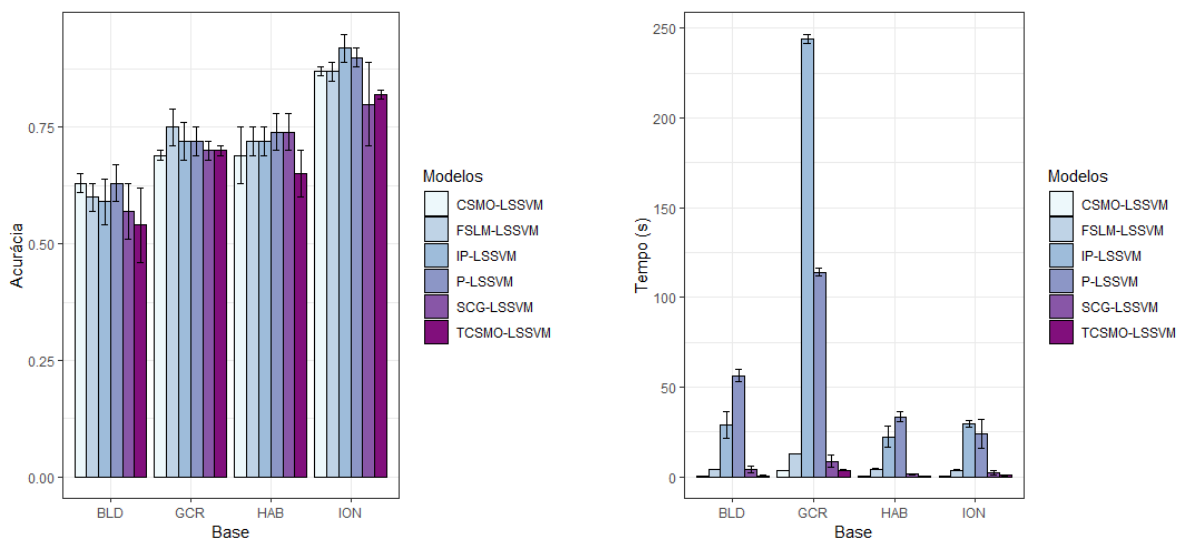 Acurácia
0.75
0.50
0.25
0.00
BLD GCR HAB ION
Base
Modelos
CSMO-LSSVM
FSLM-LSSVM
IP-LSSVM
P-LSSVM
SCG-LSSVM
TCSMO-LSSVM
Tempo (s)
250
200
150
100
50
0
BLD GCR HAB ION
Base
Modelos
CSMO-LSSVM
FSLM-LSSVM
IP-LSSVM
P-LSSVM
SCG-LSSVM
TCSMO-LSSVM